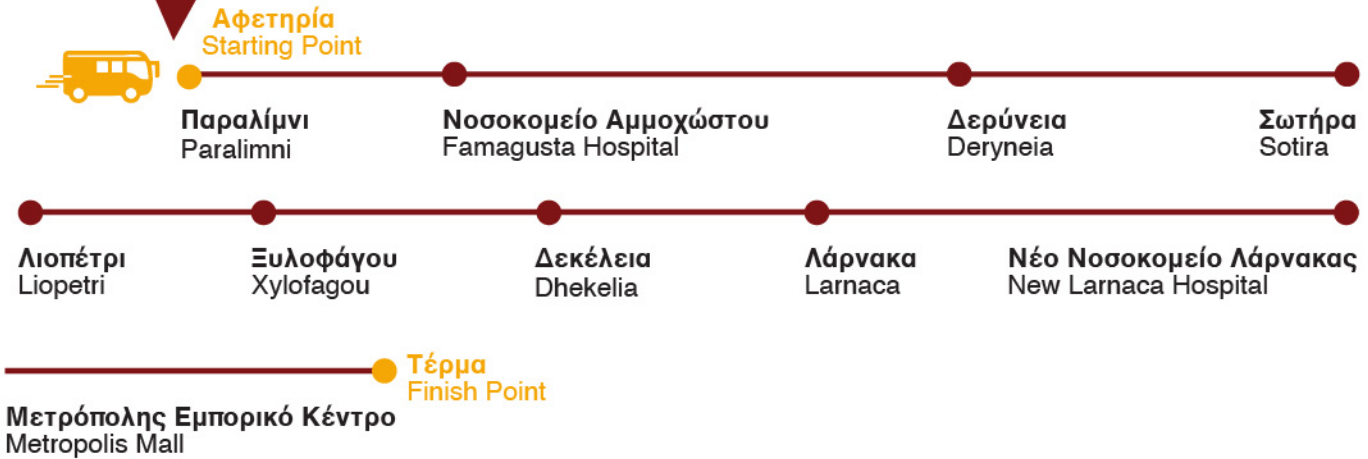 Αφετηρία
Starting Point
Παραλίμνι
Paralimni
Νοσοκομείο Αμμοχώστου
Famagusta Hospital
Δερύνεια
Deryneia
Σωτήρα
Sotira
Λιοπέτρι
Liopetri
Ξυλοφάγου
Xylofagou
Δεκέλεια
Dhekelia
Λάρνακα
Larnaca
Νέο Νοσοκομείο Λάρνακας
New Larnaca Hospital
Τέρμα
Finish Point
Μετρόπολης Εμπορικό Κέντρο
Metropolis Mall